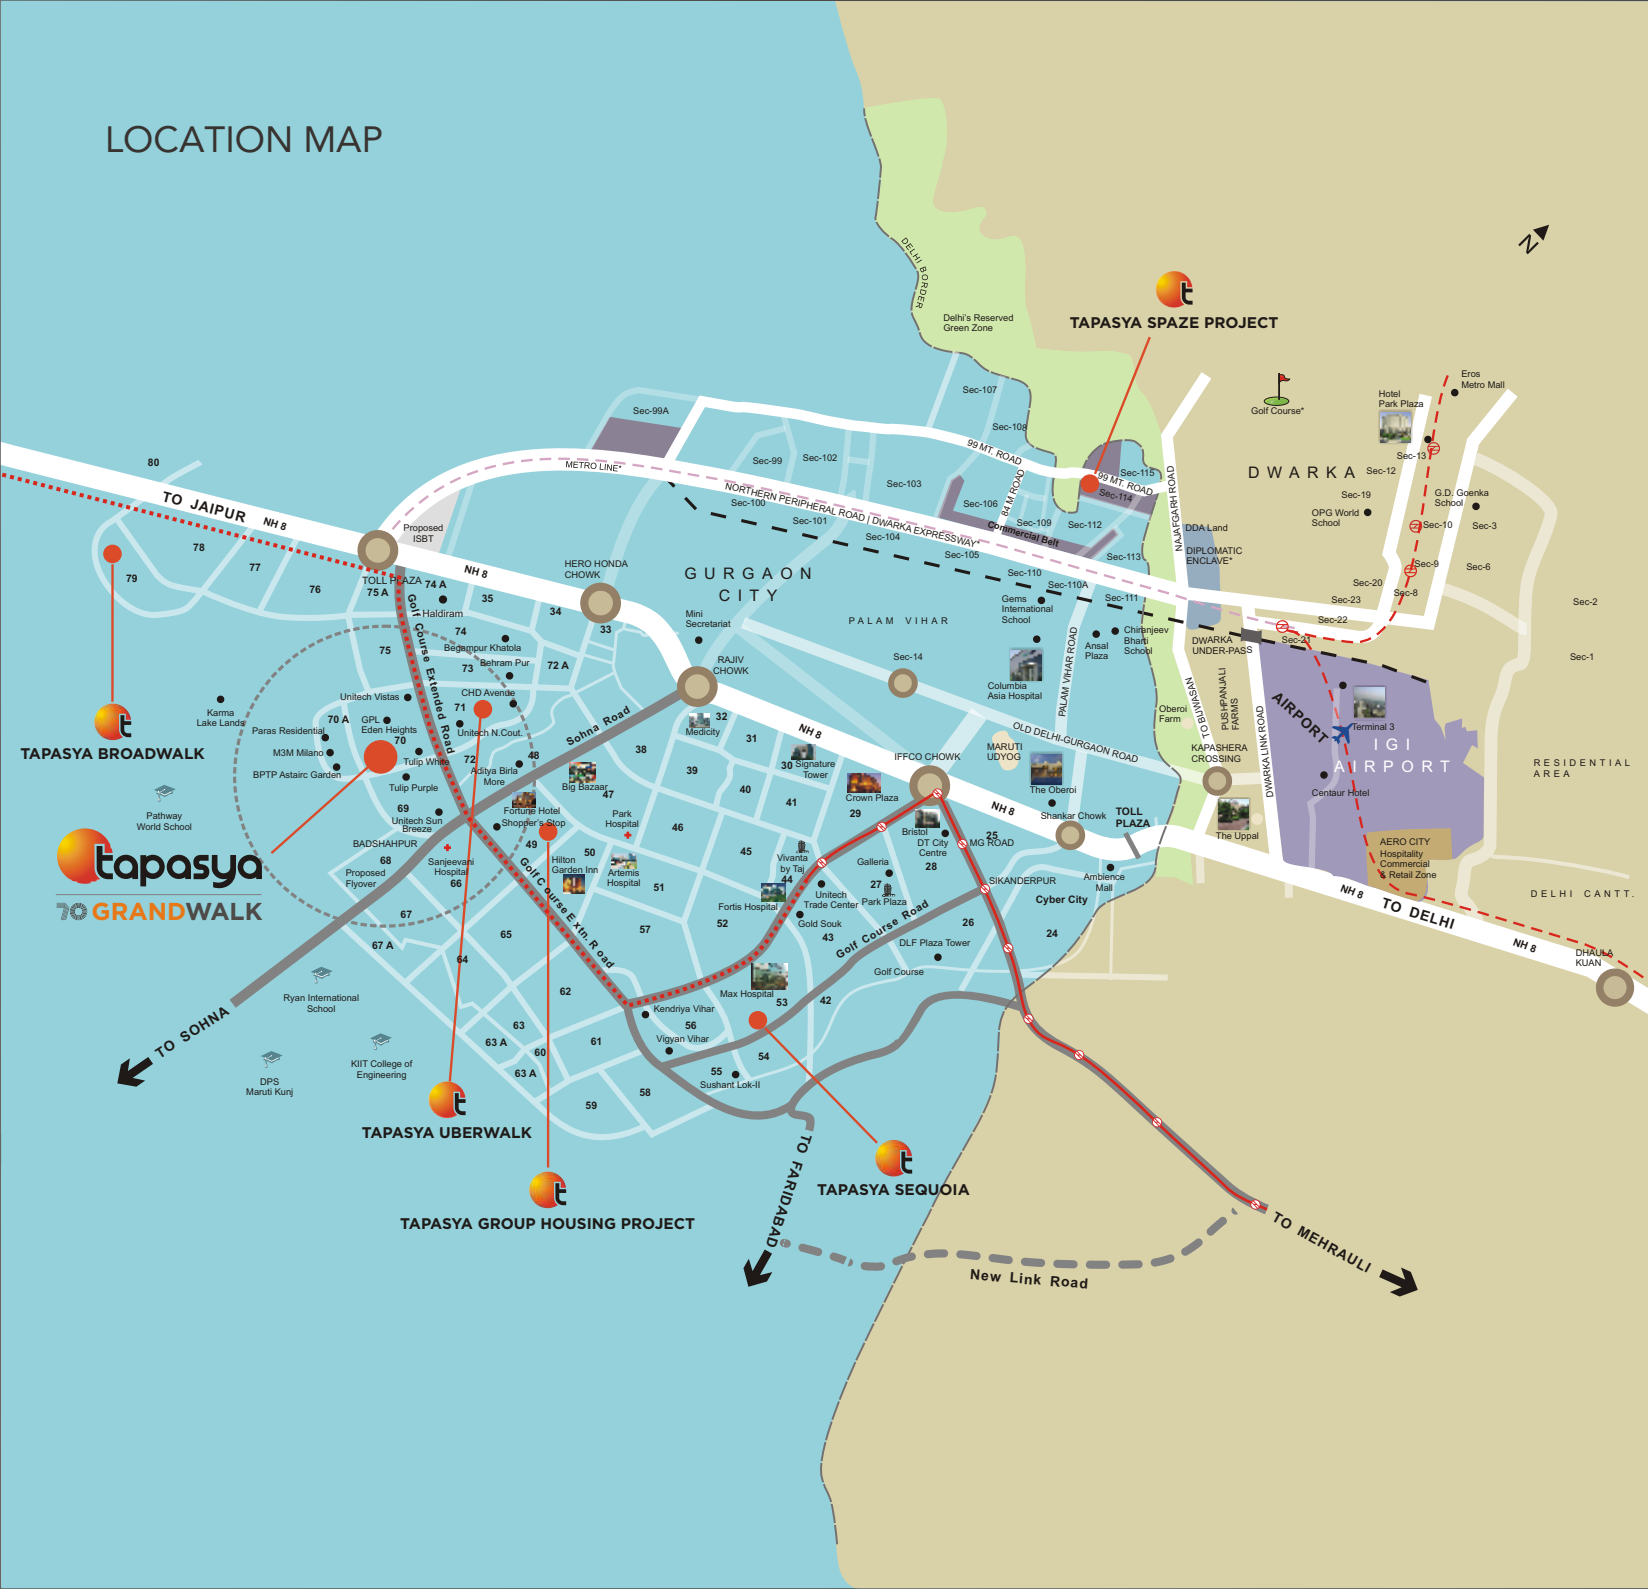 LOCATION MAP
N
DELHI BORDER
Delhi's Reserved
Green Zone
TAPASYA SPAZE PROJECT
Golf Course*
Eros
Metro Mall
Hotel
Park Plaza
Sec-107
Sec-108
Sec-99A
99 MT. ROAD
METRO LINE*
Sec-99
Sec-102
Sec-103
Sec-106
84 M ROAD
Sec-115
99 MT. ROAD
Sec-114
NORTHERN PERIPHERAL ROAD | DWARKA EXPRESSWAY*
Sec-100
Sec-101
Sec-104
Sec-105
Sec-109
Sec-112
Commercial Belt
Sec-113
Sec-110
Sec-110A
Sec-111
NAJAFGARH ROAD
DWARKA
Sec-13
Sec-12
Sec-19
G.D. Goenka
School
OPG World
School
Sec-10
Sec-3
Sec-9
Sec-6
Sec-20
Sec-8
Sec-23
Sec-22
Sec-21
Sec-2
Sec-1
DDA Land
DIPLOMATIC
ENCLAVE*
DWARKA
UNDER-PASS
80
TO JAIPUR
NH 8
78
77
79
76
Proposed
ISBT
TOLL PLAZA
75 A
74 A
Haldiram
NH 8
35
HERO HONDA
CHOWK
34
33
GURGAON
CITY
Mini
Secretariat
RAJIV
CHOWK
PALAM VIHAR
Sec-14
Gems
International
School
Columbia
Asia Hospital
Ansal
Plaza
Chiranjeev
Bharti
School
PALAM VIHAR ROAD
OLD DELHI-GURGAON ROAD
MARUTI
UDYOG
The Oberoi
Shankar Chowk
TOLL
PLAZA
Ambience
Mall
Oberoi
Farm
TO BIJWASAN
PUSHPANJALI
FARMS
KAPASHERA
CROSSING
DWARKA LINK ROAD
The Uppal
AIRPORT
Terminal 3
IGI
AIRPORT
Centaur Hotel
AERO CITY
Hospitality
Commercial
& Retail Zone
RESIDENTIAL
AREA
DELHI CANTT.
NH 8
TO DELHI
NH 8
DHAULA
KUAN
75
74
Begampur Khatola
73
Behram Pur
72 A
Golf Course Extended Road
Unitech Vistas
CHD Avenue
71
Unitech N.Cout.
Karma
Lake Lands
70 A
GPL
Eden Heights
Paras Residential
70
M3M Milano
Tulip White
72
BPTP Astairc Garden
Tulip Purple
69
Unitech Sun
Breeze
Aditya Birla
More
48
Sohna Road
Fortune Hotel
Shopper's Stop
Big Bazaar
47
TAPASYA BROADWALK
Pathway
World School
tapasya
70 GRANDWALK
BADSHAHPUR
68
Proposed
Flyover
Sanjeevani
Hospital
66
67
67 A
49
50
Hilton
Garden Inn
Park
Hospital
Artemis
Hospital
Golf Course Extn. Road
Medicity
32
31
38
39
40
41
30
Signature
Tower
NH 8
IFFCO CHOWK
Crown Plaza
29
46
45
Vivanta
by Taj
44
Bristol
DT City
Centre
28
25
MG ROAD
NH 8
Galleria
27
Park Plaza
SIKANDERPUR
Cyber City
Unitech
Trade Center
Fortis Hospital
Gold Souk
43
Golf Course Road
26
24
DLF Plaza Tower
Golf Course
51
52
57
65
64
62
Max Hospital
53
42
Kendriya Vihar
56
Vigyan Vihar
54
55
Sushant Lok-II
63
63 A
60
61
63 A
58
59
Ryan International
School
KIIT College of
Engineering
DPS
Maruti Kunj
TO SOHNA
TAPASYA UBERWALK
TAPASYA GROUP HOUSING PROJECT
TAPASYA SEQUOIA
TO FARIDABAD
New Link Road
TO MEHRAULI